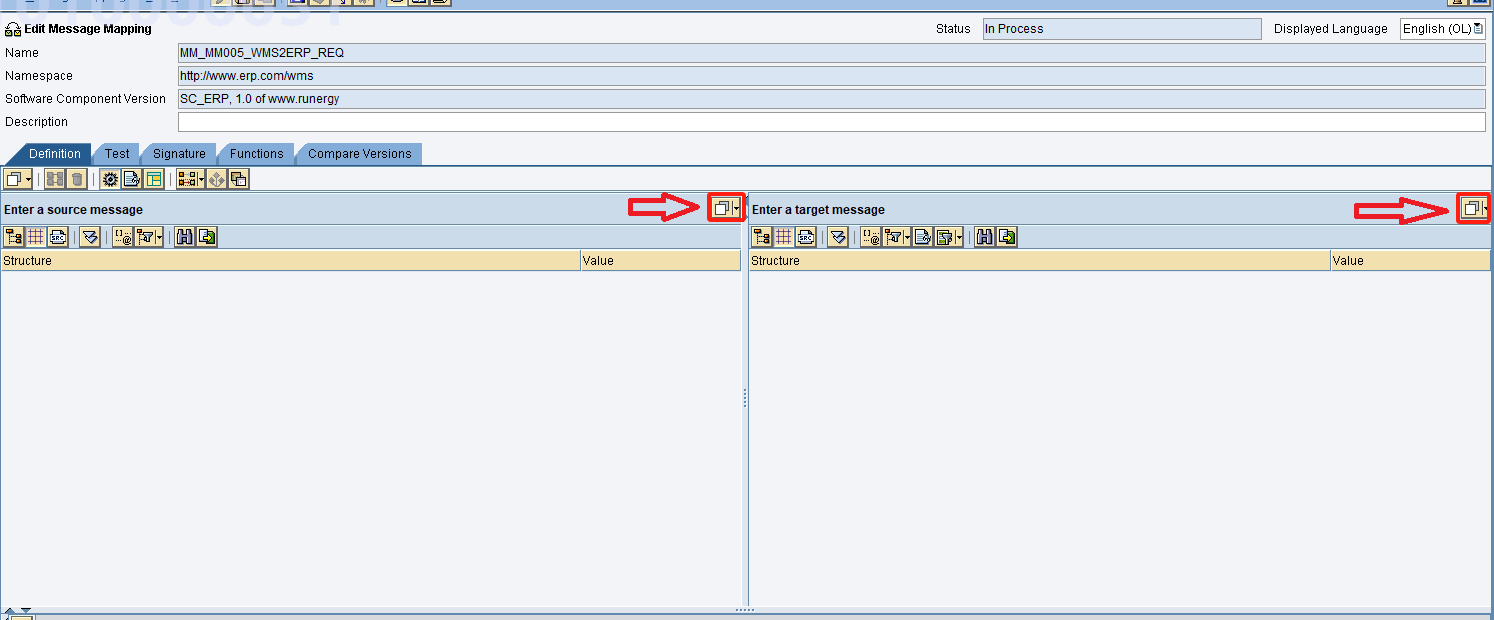 Edit Message Mapping
Status
In Process
Displayed Language
English (OL)
Name
MM_MM005_WMS2ERP_REQ
Namespace
http://www.erp.com/wms
Software Component Version
SC_ERP, 1.0 of www.runergy
Description
Definition
Test
Signature
Functions
Compare Versions
Enter a source message
Enter a target message
SRC
SRC
Structure
Value
Structure
Value